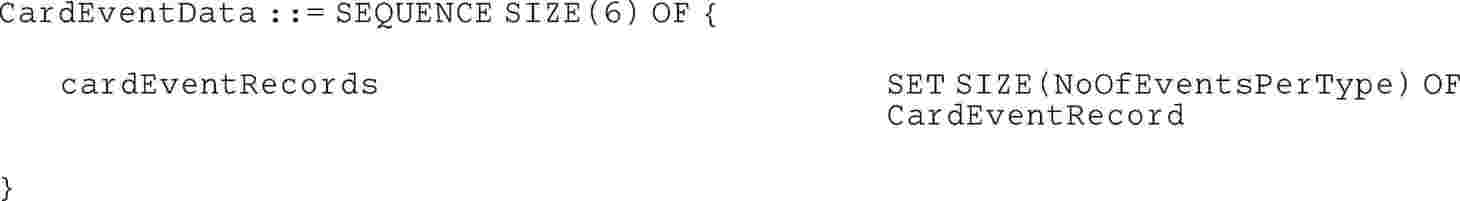 CardEventData ::= SEQUENCE SIZE(6) OF {
cardEventRecords SET SIZE(NoOfEventsPerType) OF
CardEventRecord
}